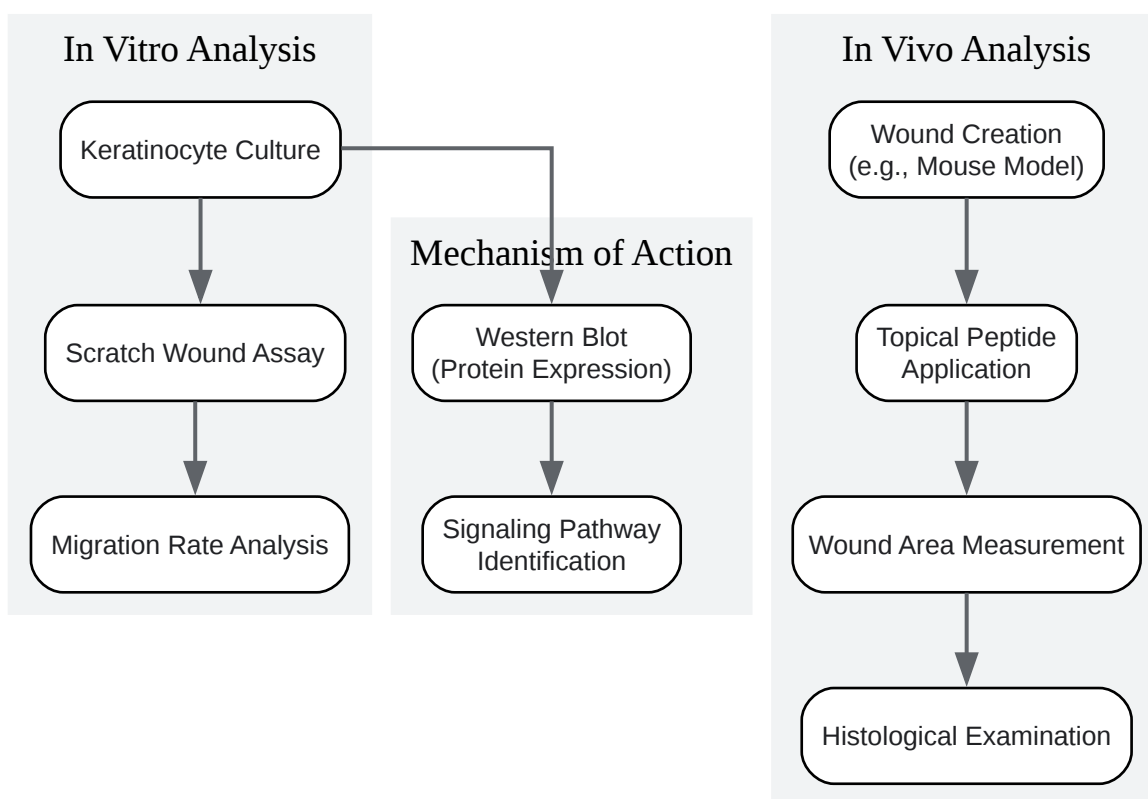 In Vitro Analysis
Keratinocyte Culture
Scratch Wound Assay
Migration Rate Analysis
Mechanism of Action
Western Blot
(Protein Expression)
Signaling Pathway
Identification
In Vivo Analysis
Wound Creation
(e.g., Mouse Model)
Topical Peptide
Application
Wound Area Measurement
Histological Examination